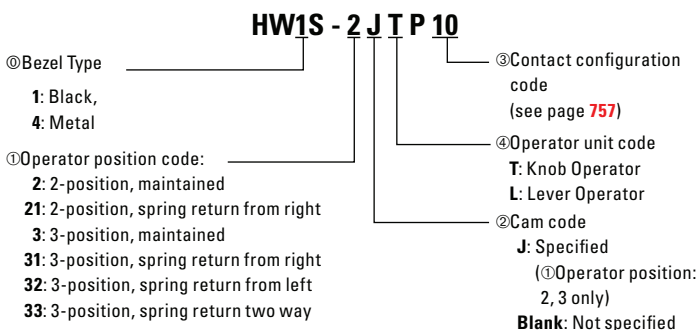 HW1S - 2 J T P 10
⓪Bezel Type
1: Black,
4: Metal
①Operator position code:
2: 2-position, maintained
21: 2-position, spring return from right
3: 3-position, maintained
31: 3-position, spring return from right
32: 3-position, spring return from left
33: 3-position, spring return two way
③Contact configuration
code
(see page 757)
④Operator unit code
T: Knob Operator
L: Lever Operator
②Cam code
J: Specified
(①Operator position:
2, 3 only)
Blank: Not specified